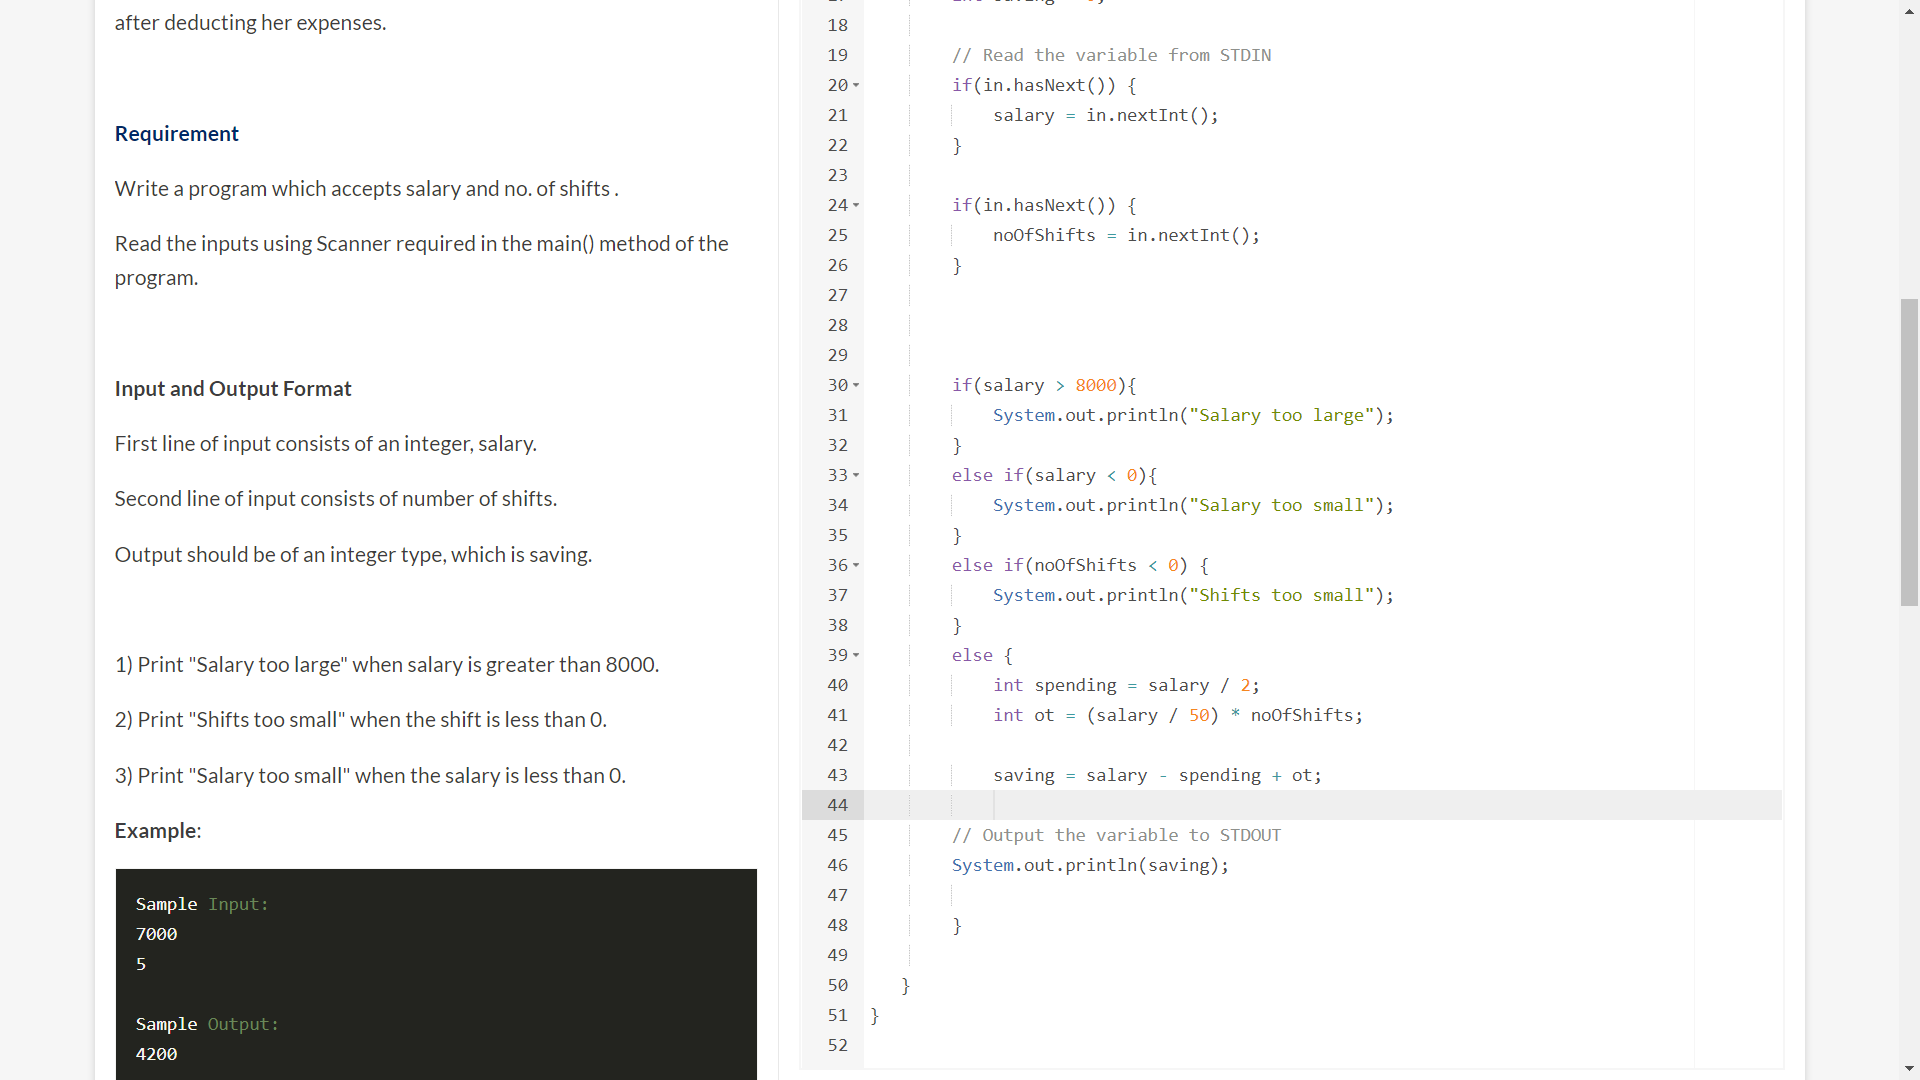 after deducting her expenses.
Requirement
Write a program which accepts salary and no. of shifts .
Read the inputs using Scanner required in the main() method of the
program.
Input and Output Format
First line of input consists of an integer, salary.
Second line of input consists of number of shifts.
Output should be of an integer type, which is saving.
1) Print "Salary too large" when salary is greater than 8000.
2) Print "Shifts too small" when the shift is less than 0.
3) Print "Salary too small" when the salary is less than 0.
Example:
Sample Input:
7000
5
Sample Output:
4200
18
19 // Read the variable from STDIN
20 if(in.hasNext()) {
21 salary = in.nextInt();
22 }
23
24 if(in.hasNext()) {
25 noOfShifts = in.nextInt();
26 }
27
28
29
30 if(salary > 8000){
31 System.out.println("Salary too large");
32 }
33 else if(salary < 0){
34 System.out.println("Salary too small");
35 }
36 else if(noOfShifts < 0) {
37 System.out.println("Shifts too small");
38 }
39 else {
40 int spending = salary / 2;
41 int ot = (salary / 50) * noOfShifts;
42
43 saving = salary - spending + ot;
44
45 // Output the variable to STDOUT
46 System.out.println(saving);
47
48 }
49
50 }
51 }
52